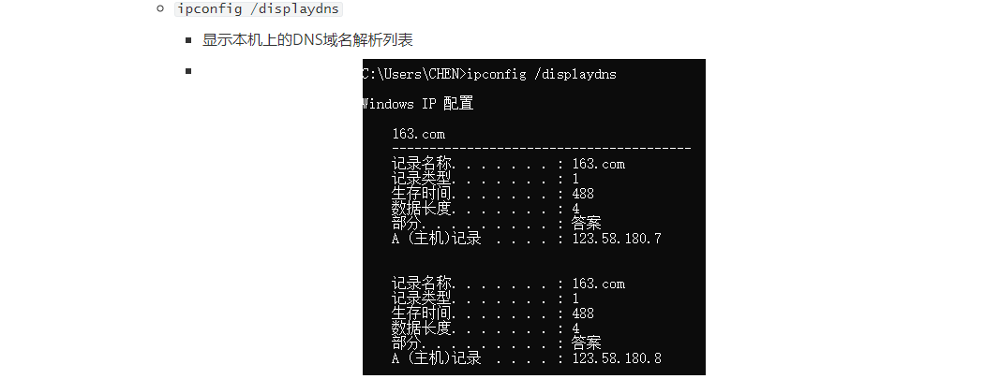 ipconfig /displaydns
显示本机上的DNS域名解析列表
C:\Users\CHEN>ipconfig /displaydns
Windows IP 配置
163.com
----------------------------------------
记录名称. . . . . . . : 163.com
记录类型. . . . . . . : 1
生存时间. . . . . . . : 488
数据长度. . . . . . . : 4
部分. . . . . . . . . : 答案
A (主机)记录  . . . . : 123.58.180.7
记录名称. . . . . . . : 163.com
记录类型. . . . . . . : 1
生存时间. . . . . . . : 488
数据长度. . . . . . . : 4
部分. . . . . . . . . : 答案
A (主机)记录  . . . . : 123.58.180.8